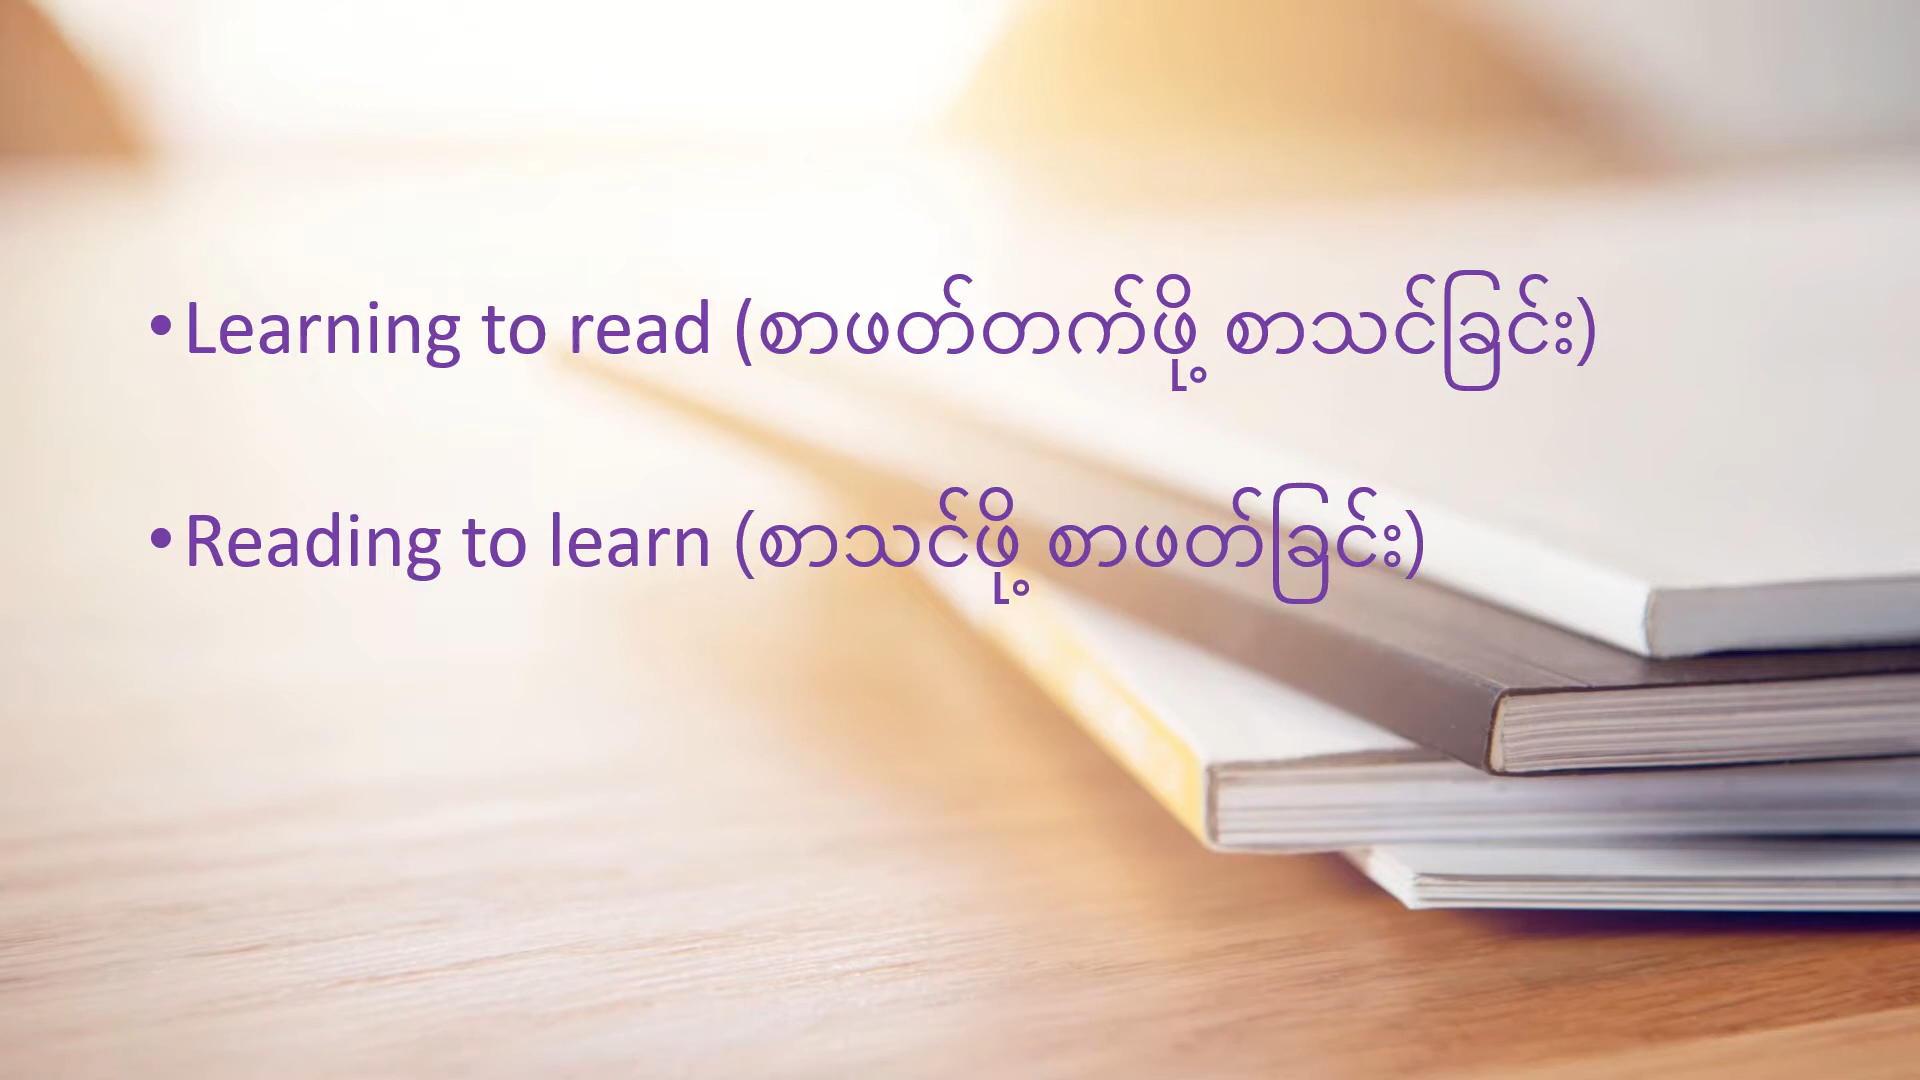 •Learning to read (စာဖတ်တက်ဖို့ စာသင်ခြင်း)
•Reading to learn (စာသင်ဖို့ စာဖတ်ခြင်း)